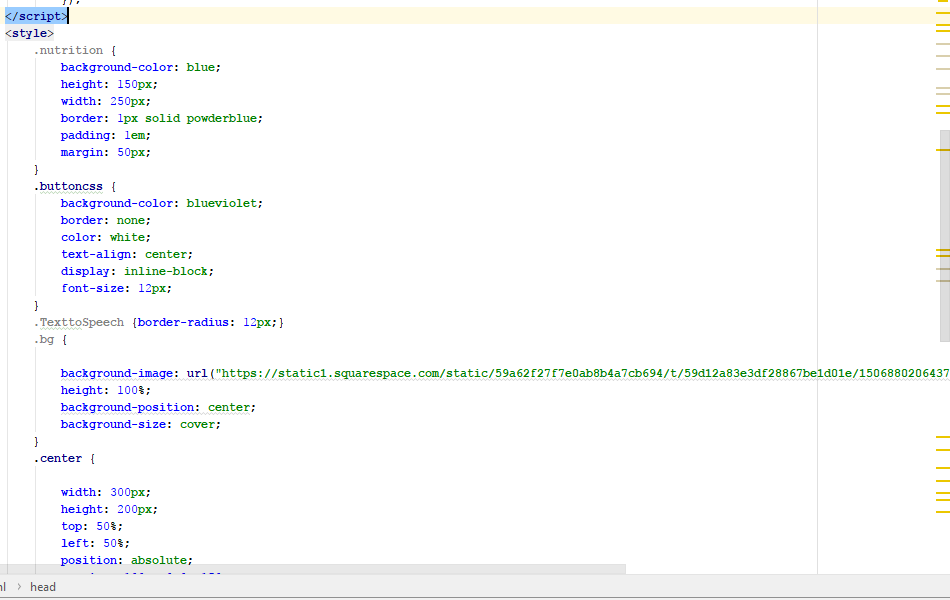 });
</script>
<style>
.nutrition {
background-color: blue;
height: 150px;
width: 250px;
border: 1px solid powderblue;
padding: 1em;
margin: 50px;
}
.buttoncss {
background-color: blueviolet;
border: none;
color: white;
text-align: center;
display: inline-block;
font-size: 12px;
}
.TexttoSpeech {border-radius: 12px;}
.bg {
background-image: url("https://static1.squarespace.com/static/59a62f27f7e0ab8b4a7cb694/t/59d12a83e3df28867be1d01e/1506880206437
height: 100%;
background-position: center;
background-size: cover;
}
.center {
width: 300px;
height: 200px;
top: 50%;
left: 50%;
position: absolute;
ml › head